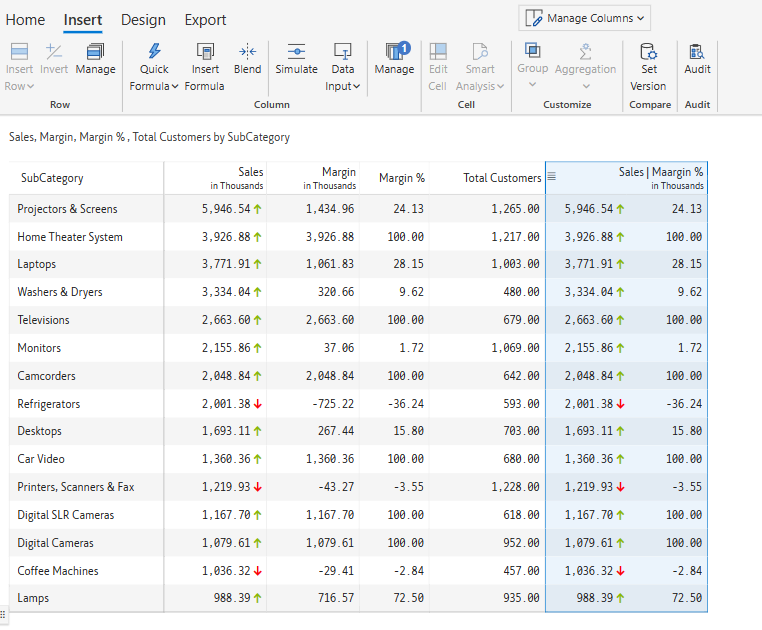 Home Insert Design Export Manage Columns
Insert Row Invert Manage Quick Formula Insert Formula Blend Simulate Data Input Manage 1 Edit Cell Smart Analysis Group Aggregation Set Version Audit
Row Column Cell Customize Compare Audit
Sales, Margin, Margin % , Total Customers by SubCategory
SubCategory Sales in Thousands Margin in Thousands Margin % Total Customers Sales | Maargin % in Thousands
Projectors & Screens 5,946.54 1,434.96 24.13 1,265.00 5,946.54 24.13
Home Theater System 3,926.88 3,926.88 100.00 1,217.00 3,926.88 100.00
Laptops 3,771.91 1,061.83 28.15 1,003.00 3,771.91 28.15
Washers & Dryers 3,334.04 320.66 9.62 480.00 3,334.04 9.62
Televisions 2,663.60 2,663.60 100.00 679.00 2,663.60 100.00
Monitors 2,155.86 37.06 1.72 1,069.00 2,155.86 1.72
Camcorders 2,048.84 2,048.84 100.00 642.00 2,048.84 100.00
Refrigerators 2,001.38 -725.22 -36.24 593.00 2,001.38 -36.24
Desktops 1,693.11 267.44 15.80 703.00 1,693.11 15.80
Car Video 1,360.36 1,360.36 100.00 680.00 1,360.36 100.00
Printers, Scanners & Fax 1,219.93 -43.27 -3.55 1,228.00 1,219.93 -3.55
Digital SLR Cameras 1,167.70 1,167.70 100.00 618.00 1,167.70 100.00
Digital Cameras 1,079.61 1,079.61 100.00 952.00 1,079.61 100.00
Coffee Machines 1,036.32 -29.41 -2.84 457.00 1,036.32 -2.84
Lamps 988.39 716.57 72.50 935.00 988.39 72.50